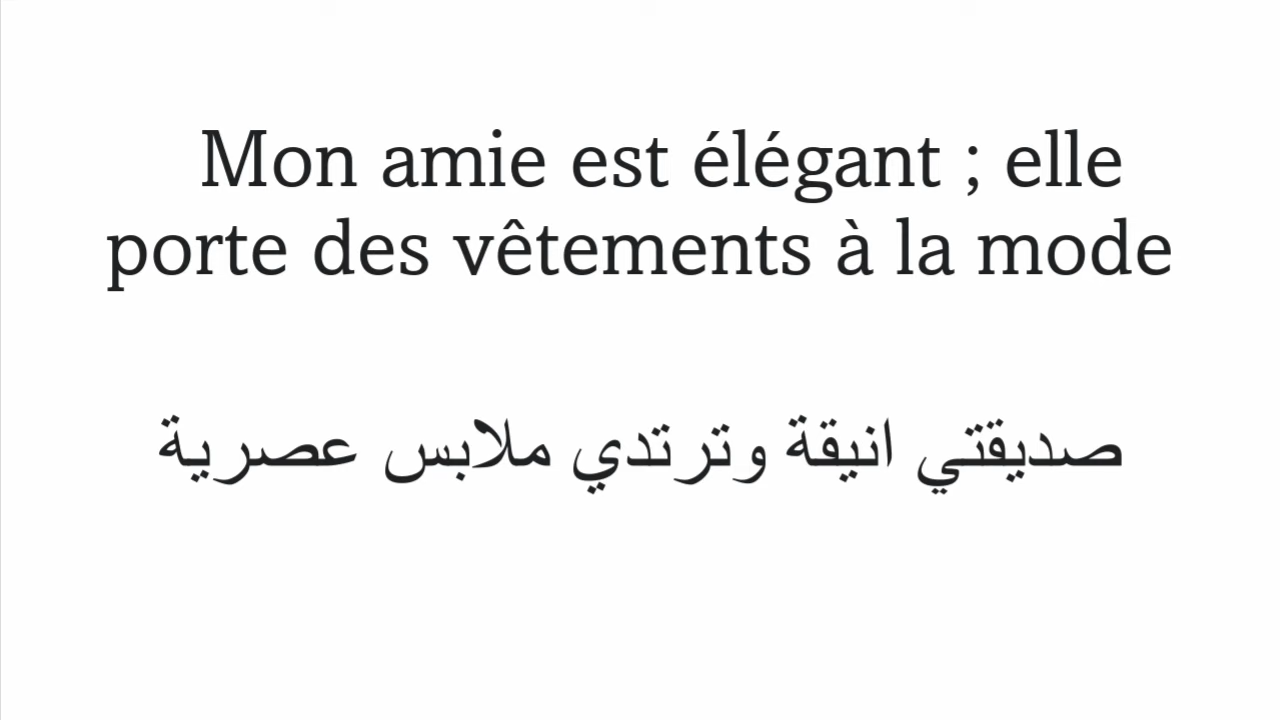 Mon amie est élégant ; elle
porte des vêtements à la mode
صديقتي انيقة وترتدي ملابس عصرية